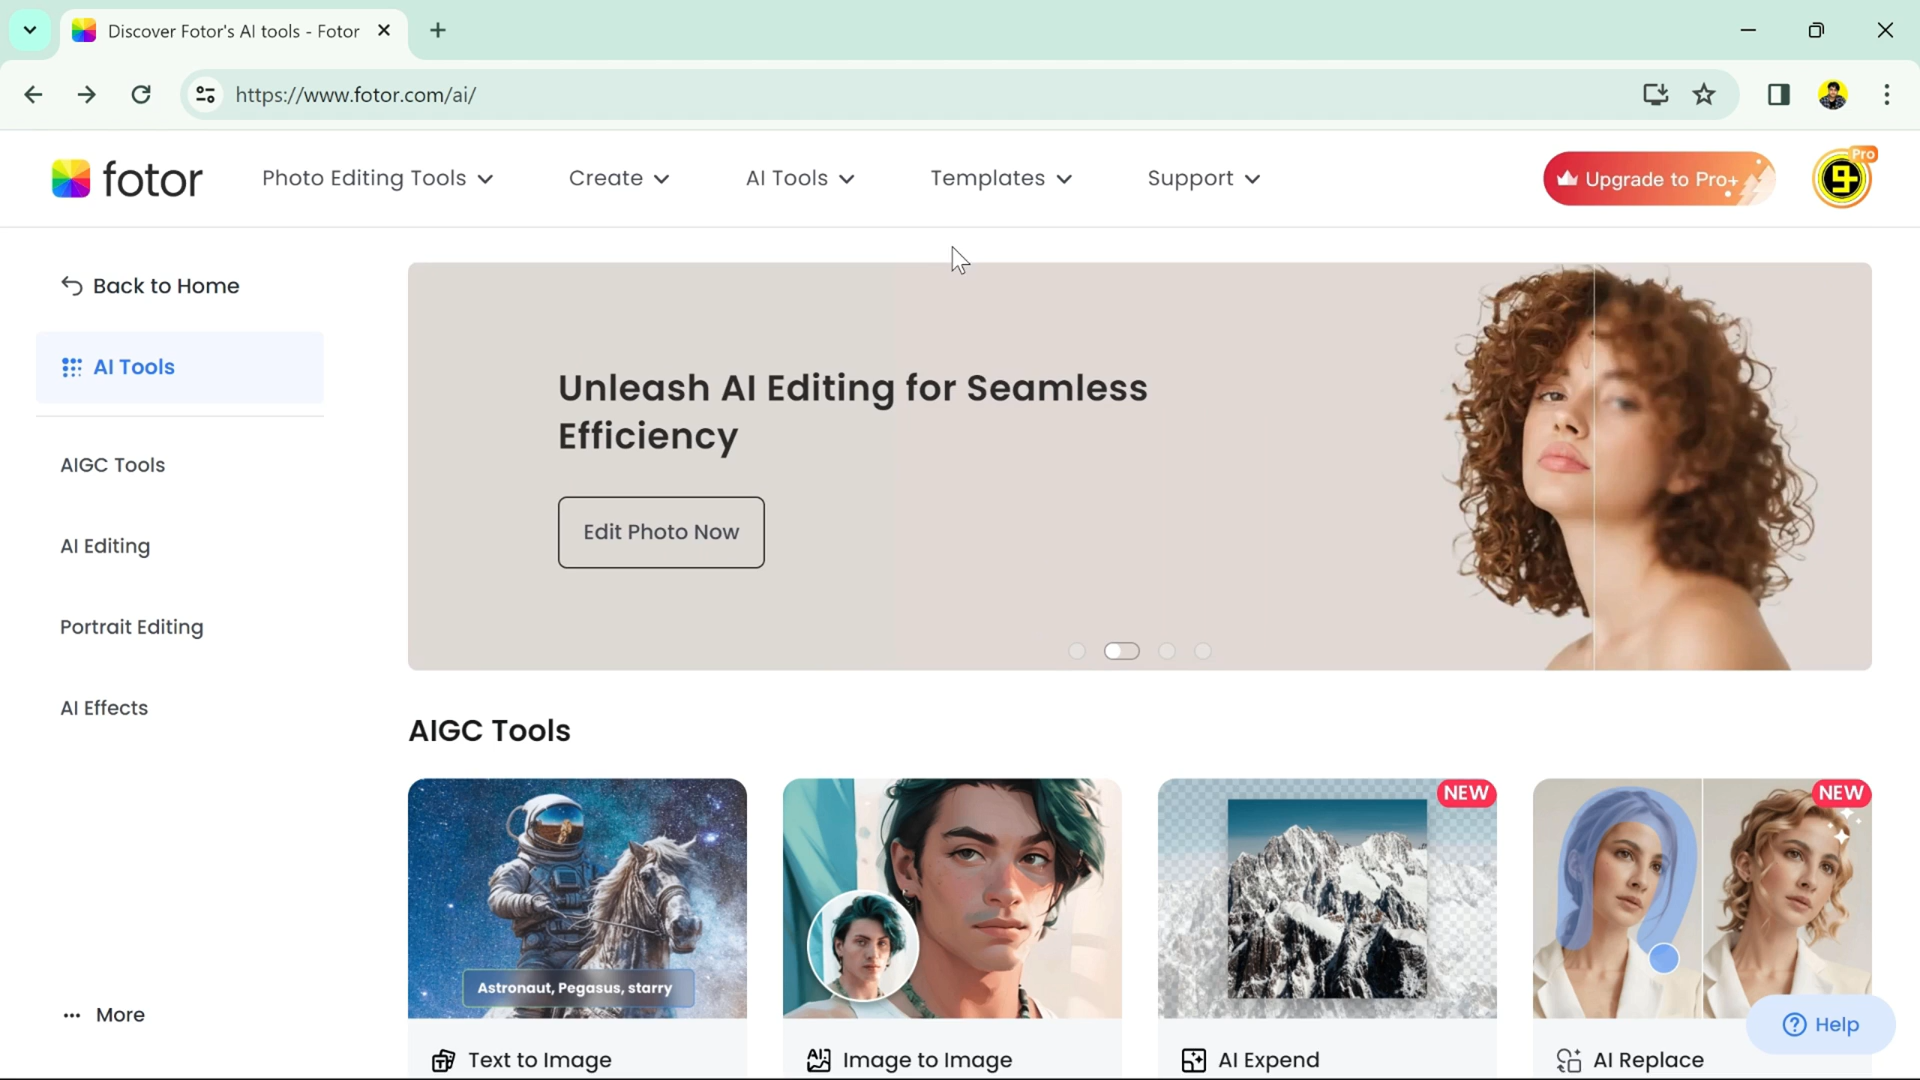 Discover Fotor's AI tools - Fotor
https://www.fotor.com/ai/
fotor
Photo Editing Tools
Create
AI Tools
Templates
Support
Upgrade to Pro+
Pro
Back to Home
AI Tools
AIGC Tools
AI Editing
Portrait Editing
AI Effects
More
Unleash AI Editing for Seamless
Efficiency
Edit Photo Now
AIGC Tools
Astronaut, Pegasus, starry
NEW
NEW
Text to Image
Image to Image
AI Expend
AI Replace
Help